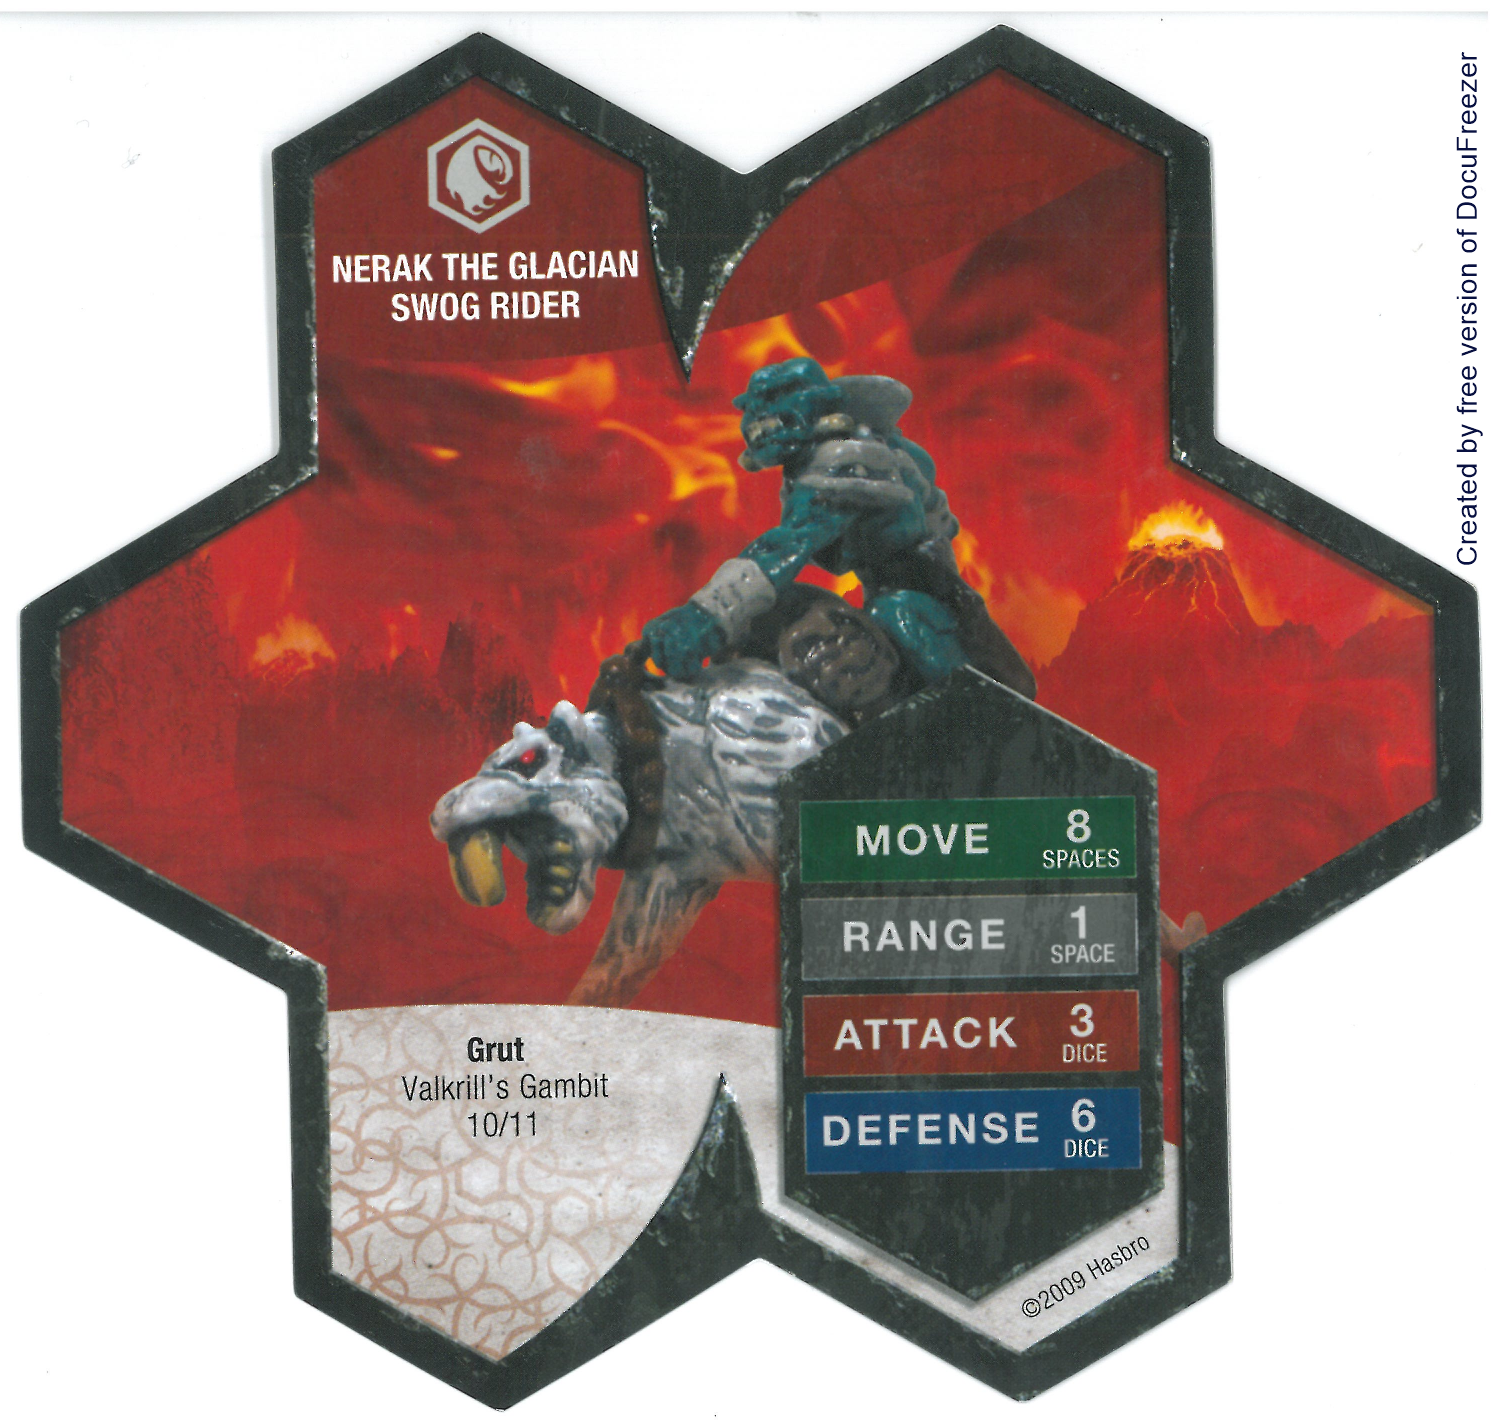 NERAK THE GLACIAN
SWOG RIDER
MOVE 8
SPACES
RANGE 1
SPACE
ATTACK 3
DICE
DEFENSE 6
DICE
Grut
Valkrill's Gambit
10/11
©2009 Hasbro
Created by free version of DocuFreezer